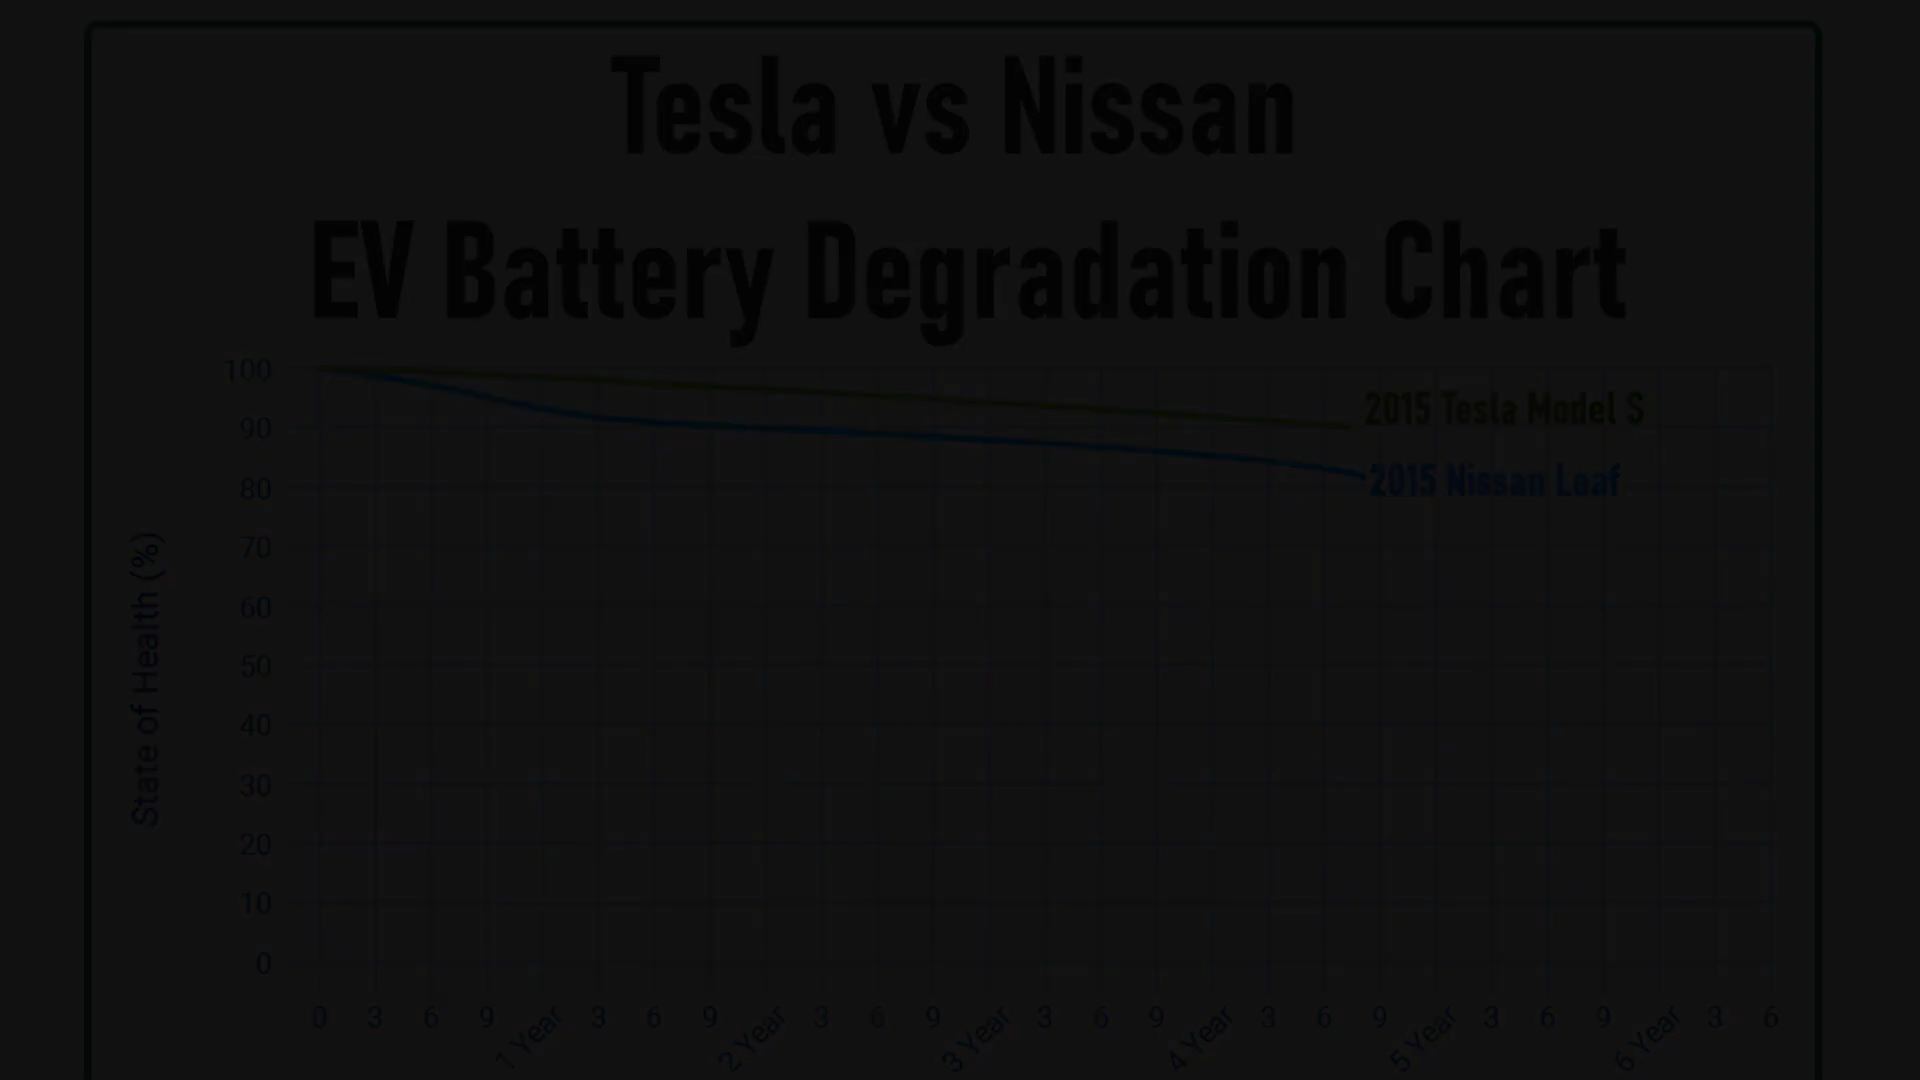 Tesla vs Nissan
EV Battery Degradation Chart
100
90
80
70
60
50
40
30
20
10
0
State of Health (%)
2015 Tesla Model S
2015 Nissan Leaf
0 3 6 9 1 Year 3 6 9 2 Year 3 6 9 3 Year 3 6 9 4 Year 3 6 9 5 Year 3 6 9 6 Year 3 6